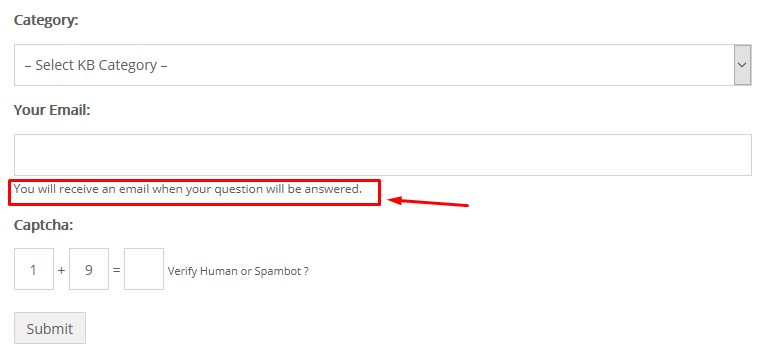 Category:
– Select KB Category –
Your Email:
You will receive an email when your question will be answered.
Captcha:
1 + 9 = Verify Human or Spambot ?
Submit